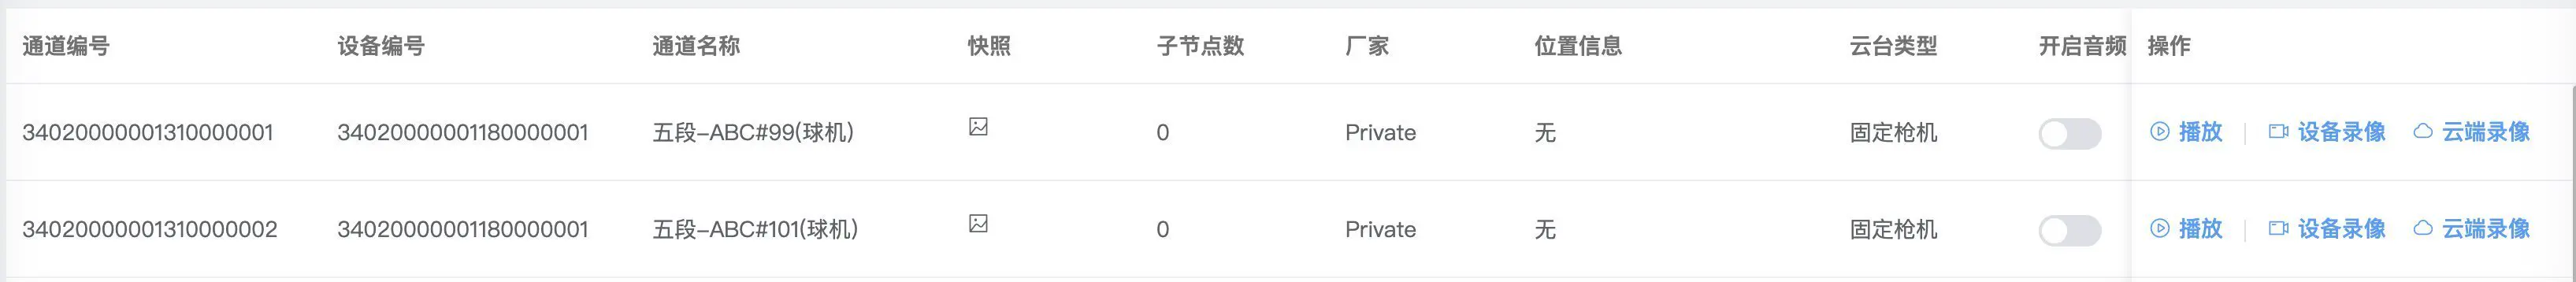 通道编号 设备编号 通道名称 快照 子节点数 厂家 位置信息 云台类型 开启音频 操作
34020000001310000001 34020000001180000001 五段-ABC#99(球机) 0 Private 无 固定枪机 播放 设备录像 云端录像
34020000001310000002 34020000001180000001 五段-ABC#101(球机) 0 Private 无 固定枪机 播放 设备录像 云端录像